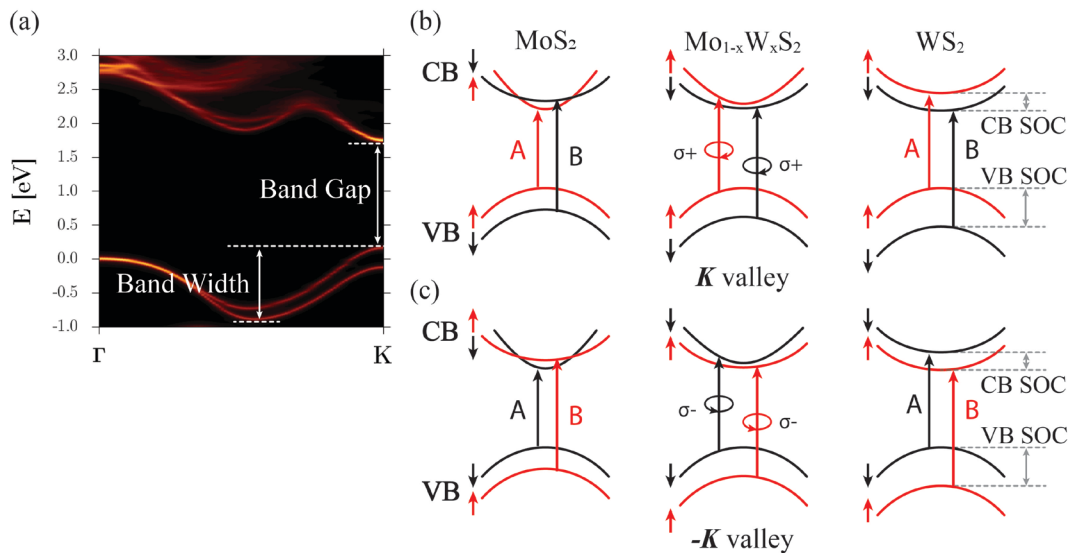 (a)
E [eV]
3.0
2.5
2.0
1.5
1.0
0.5
0.0
-0.5
-1.0
Γ
K
Band Gap
Band Width
(b)
MoS₂
Mo₁₋ₓWₓS₂
WS₂
CB
VB
A
B
σ+
σ+
A
B
CB SOC
VB SOC
K valley
(c)
CB
VB
A
B
σ-
σ-
A
B
CB SOC
VB SOC
-K valley